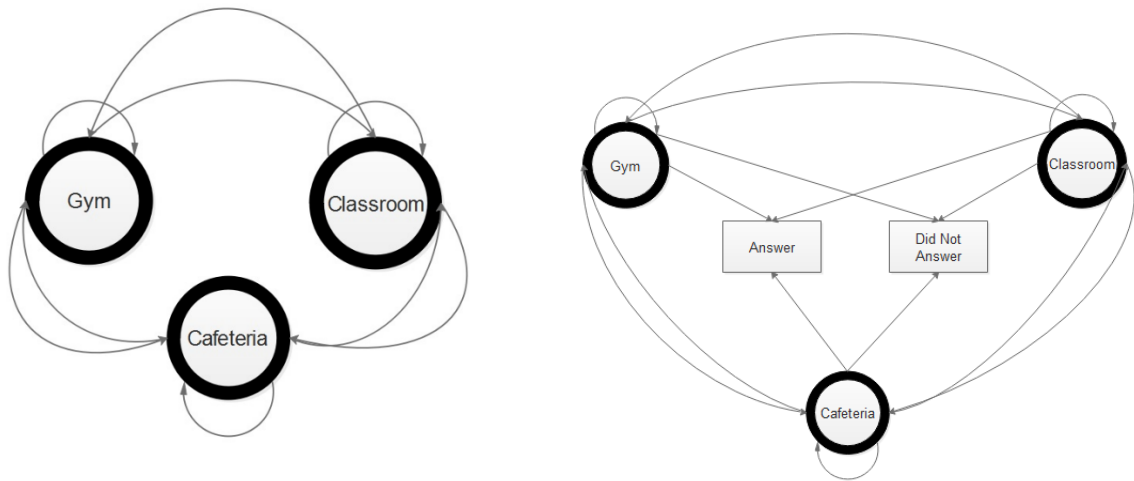 Gym
Classroom
Cafeteria
Gym
Classroom
Answer
Did Not
Answer
Cafeteria